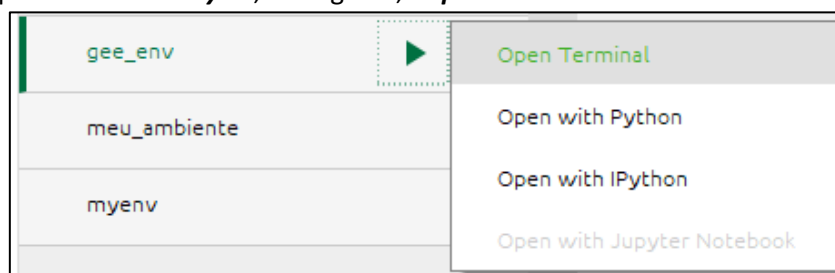 gee_env
Open Terminal
Open with Python
meu_ambiente
Open with IPython
myenv
Open with Jupyter Notebook